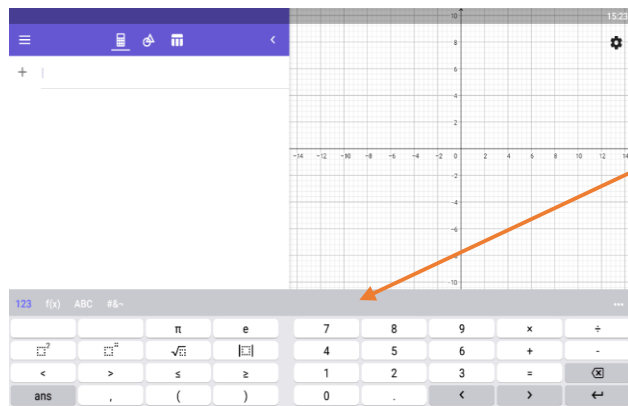 10
15:23
8
6
+
4
2
-14 -12 -10 -8 -6 -4 -2 0 2 4 6 8 10 12 14
-2
-4
-6
-8
-10
123 f(x) ABC #&¬ ...
π e 7 8 9 × ÷
² √ 4 5 6 + -
< > ≤ ≥ 1 2 3 =
ans , ( ) 0 . < >